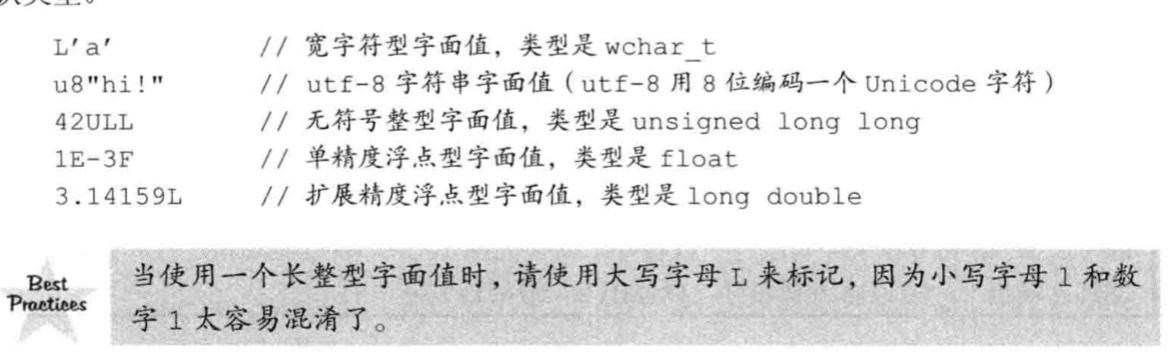 认类型。
L'a' // 宽字符型字面值，类型是 wchar_t
u8"hi!" // utf-8 字符串字面值（utf-8 用 8 位编码一个 Unicode 字符）
42ULL // 无符号整型字面值，类型是 unsigned long long
1E-3F // 单精度浮点型字面值，类型是 float
3.14159L // 扩展精度浮点型字面值，类型是 long double
Best
Practices
当使用一个长整型字面值时，请使用大写字母 L 来标记，因为小写字母 l 和数
字 1 太容易混淆了。